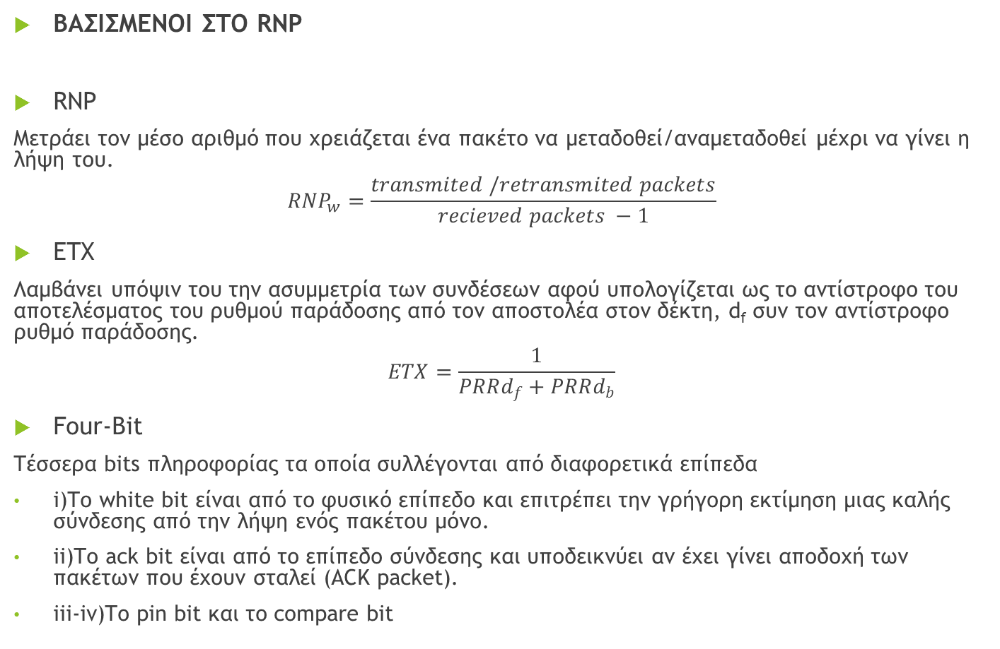 ΒΑΣΙΣΜΕΝΟΙ ΣΤΟ RNP
RNP
Μετράει τον μέσο αριθμό που χρειάζεται ένα πακέτο να μεταδοθεί/αναμεταδοθεί μέχρι να γίνει η
λήψη του.
RNP_w = transmited /retransmited packets / recieved packets − 1
ETX
Λαμβάνει υπόψιν του την ασυμμετρία των συνδέσεων αφού υπολογίζεται ως το αντίστροφο του
αποτελέσματος του ρυθμού παράδοσης από τον αποστολέα στον δέκτη, d_f συν τον αντίστροφο
ρυθμό παράδοσης.
ETX = 1 / PRRd_f + PRRd_b
Four-Bit
Τέσσερα bits πληροφορίας τα οποία συλλέγονται από διαφορετικά επίπεδα
• i)Το white bit είναι από το φυσικό επίπεδο και επιτρέπει την γρήγορη εκτίμηση μιας καλής
σύνδεσης από την λήψη ενός πακέτου μόνο.
• ii)Το ack bit είναι από το επίπεδο σύνδεσης και υποδεικνύει αν έχει γίνει αποδοχή των
πακέτων που έχουν σταλεί (ACK packet).
• iii-iv)Το pin bit και το compare bit